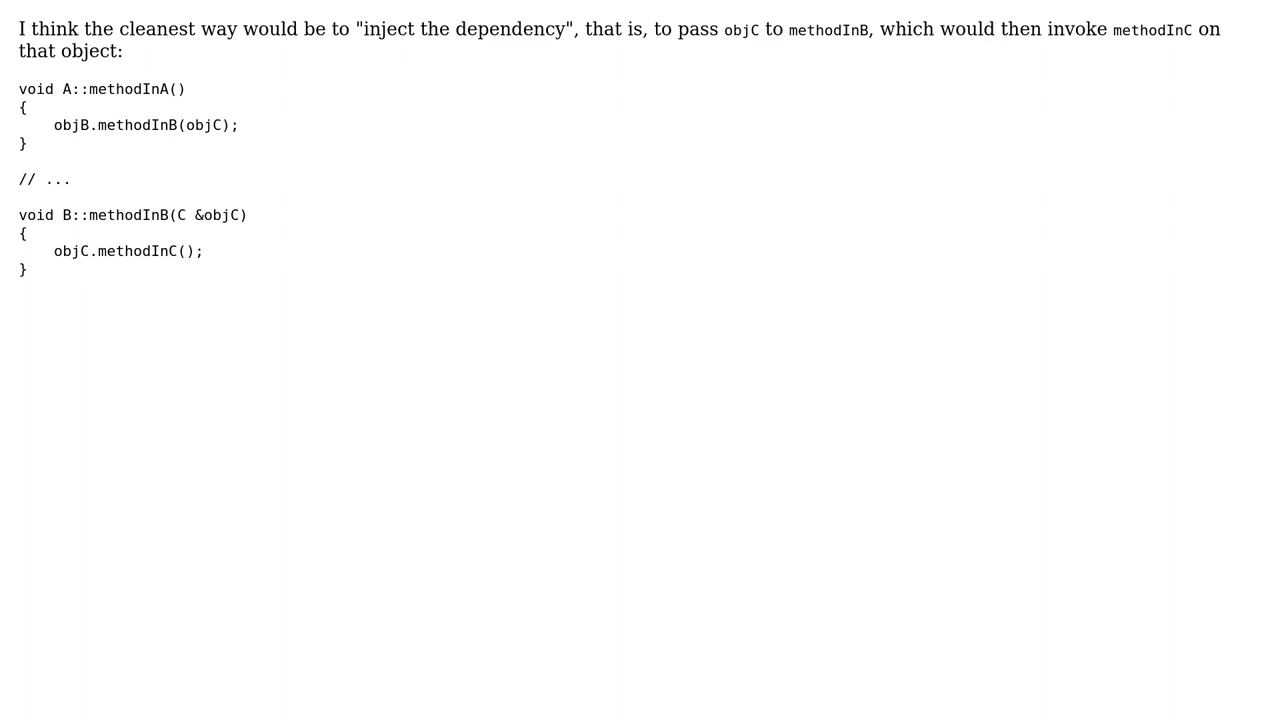 I think the cleanest way would be to "inject the dependency", that is, to pass objC to methodInB, which would then invoke methodInC on
that object:
void A::methodInA()
{
    objB.methodInB(objC);
}
// ...
void B::methodInB(C &objC)
{
    objC.methodInC();
}